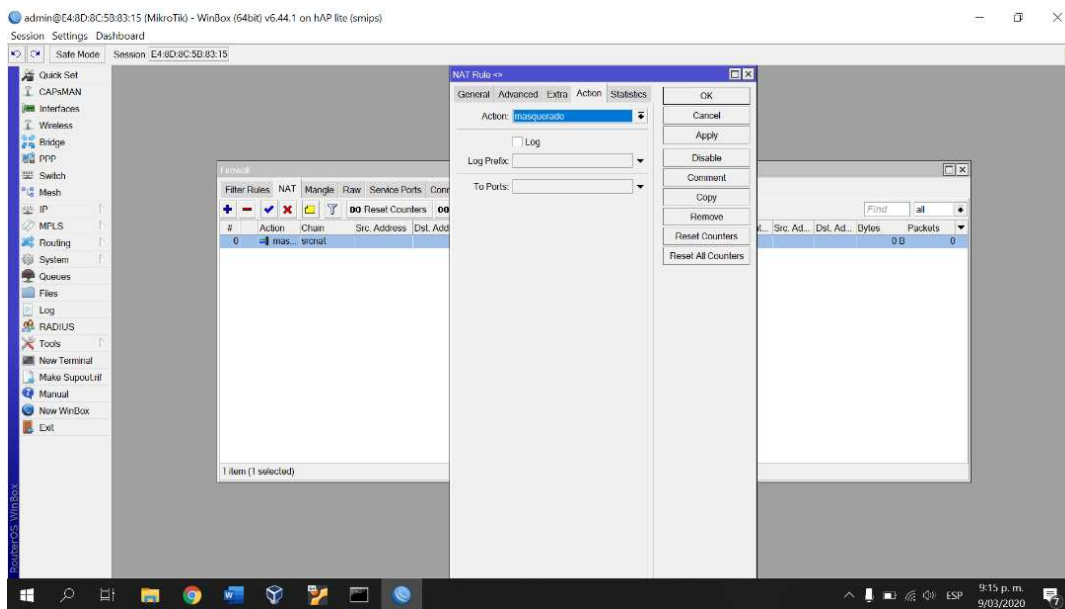 admin@E4:8D:8C:5B:83:15 (MikroTik) - WinBox (64bit) v6.44.1 on hAP lite (smips)
Session Settings Dashboard
Safe Mode Session E4:8D:8C:5B:83:15
Quick Set
CAPsMAN
Interfaces
Wireless
Bridge
PPP
Switch
Mesh
IP
MPLS
Routing
System
Queues
Files
Log
RADIUS
Tools
New Terminal
Make Supout.rif
Manual
New WinBox
Exit
RouterOS WinBox
Firewall
Filter Rules NAT Mangle Raw Service Ports Conn
00 Reset Counters 00
Find all
# Action Chain Src. Address Dst. Add
t... Src. Ad... Dst. Ad... Bytes Packets
0 mas... srcnat
0 B 0
1 item (1 selected)
NAT Rule <>
General Advanced Extra Action Statistics
Action: masquerade
Log
Log Prefix:
To Ports:
OK
Cancel
Apply
Disable
Comment
Copy
Remove
Reset Counters
Reset All Counters
ESP
9:15 p. m.
9/03/2020